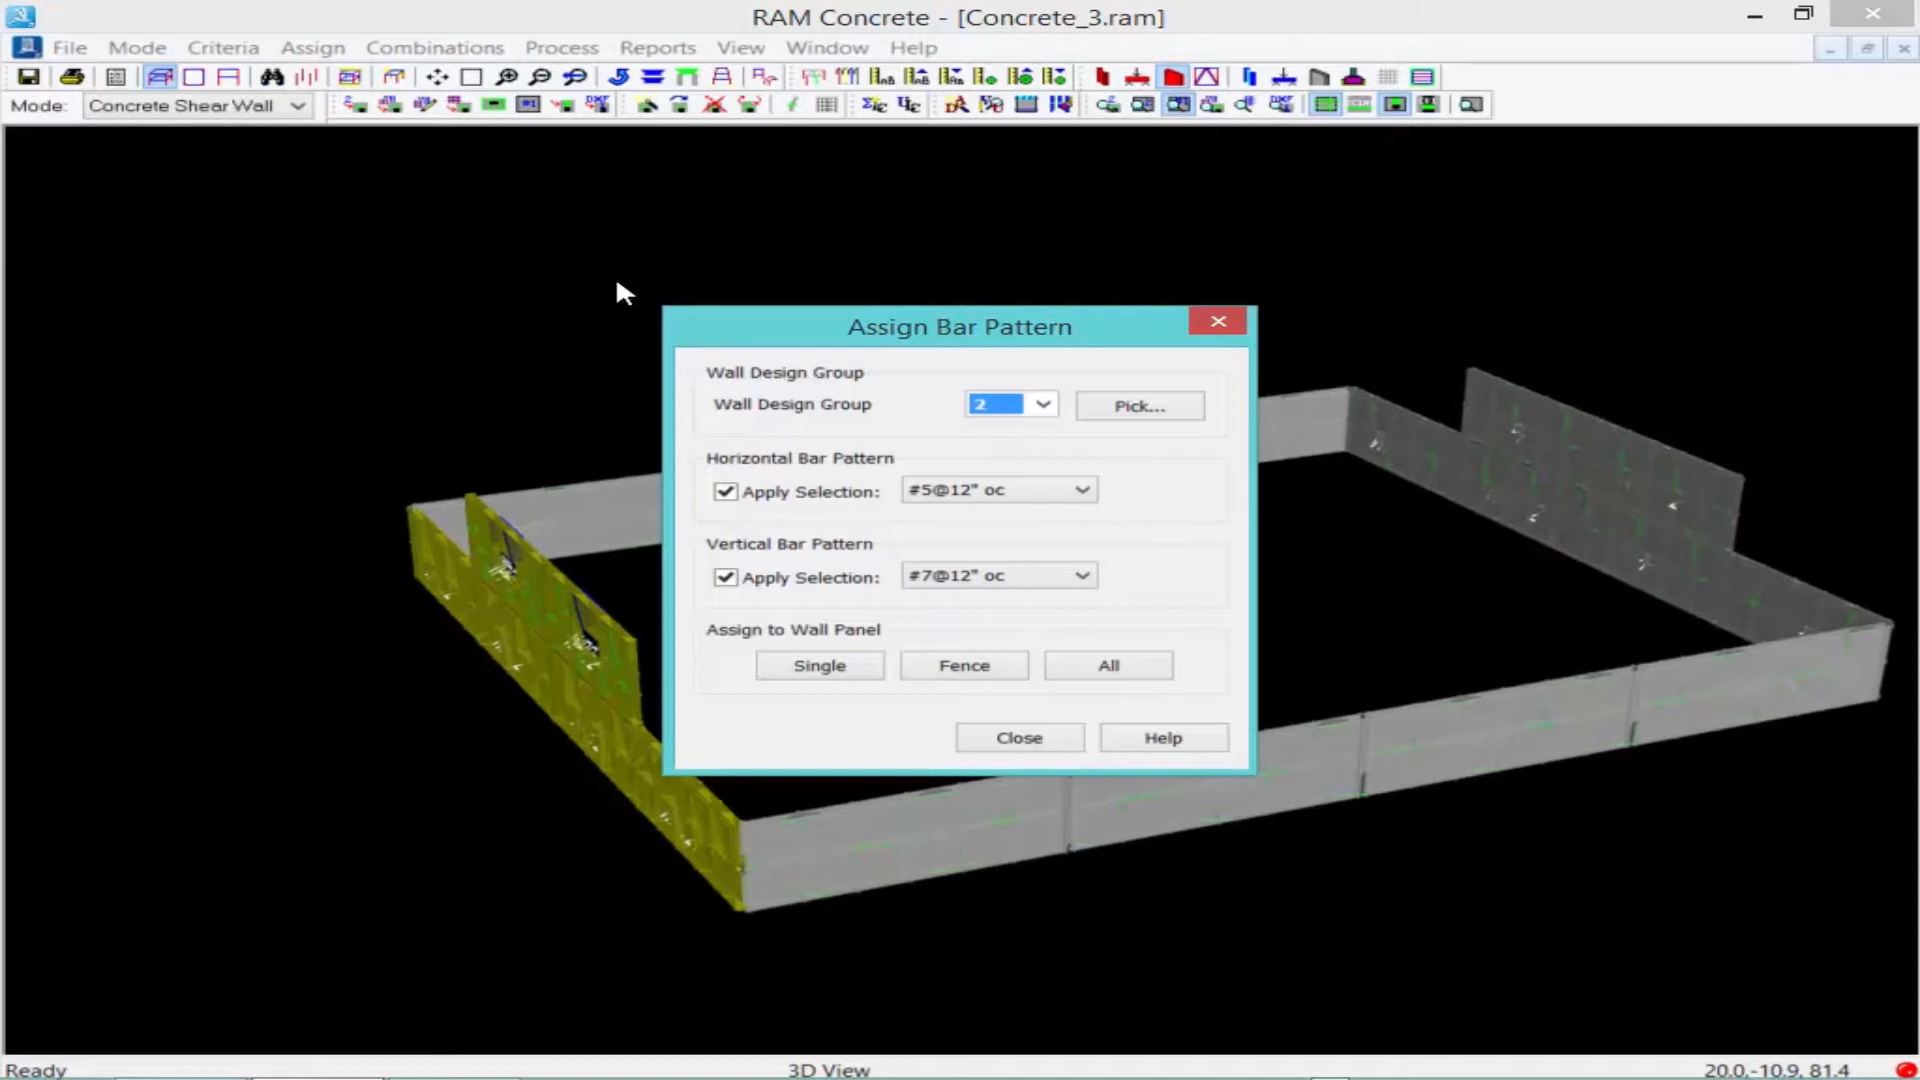 RAM Concrete - [Concrete_3.ram]
File Mode Criteria Assign Combinations Process Reports View Window Help
Mode: Concrete Shear Wall
Assign Bar Pattern
Wall Design Group
Wall Design Group 2 Pick...
Horizontal Bar Pattern
Apply Selection: #5@12" oc
Vertical Bar Pattern
Apply Selection: #7@12" oc
Assign to Wall Panel
Single Fence All
Close Help
Ready 3D View 20.0,-10.9, 81.4